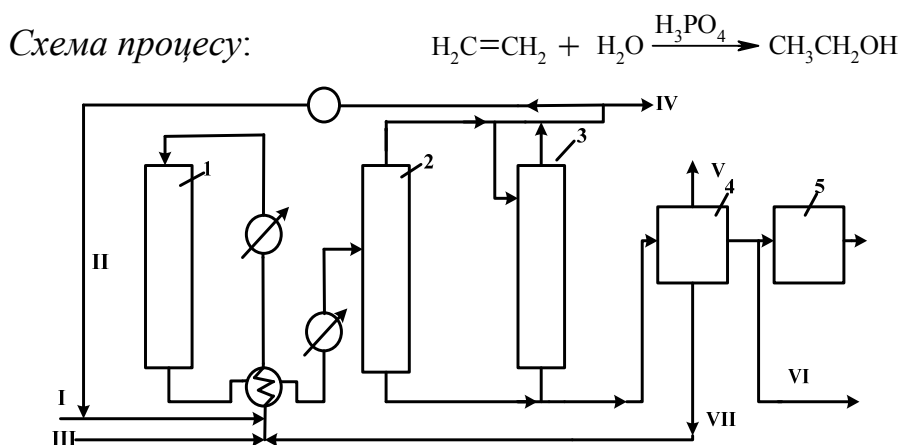 Схема процесу: H₂C=CH₂ + H₂O H₃PO₄ → CH₃CH₂OH
IV
1
2
3
V
4
5
II
I
III
VI
VII